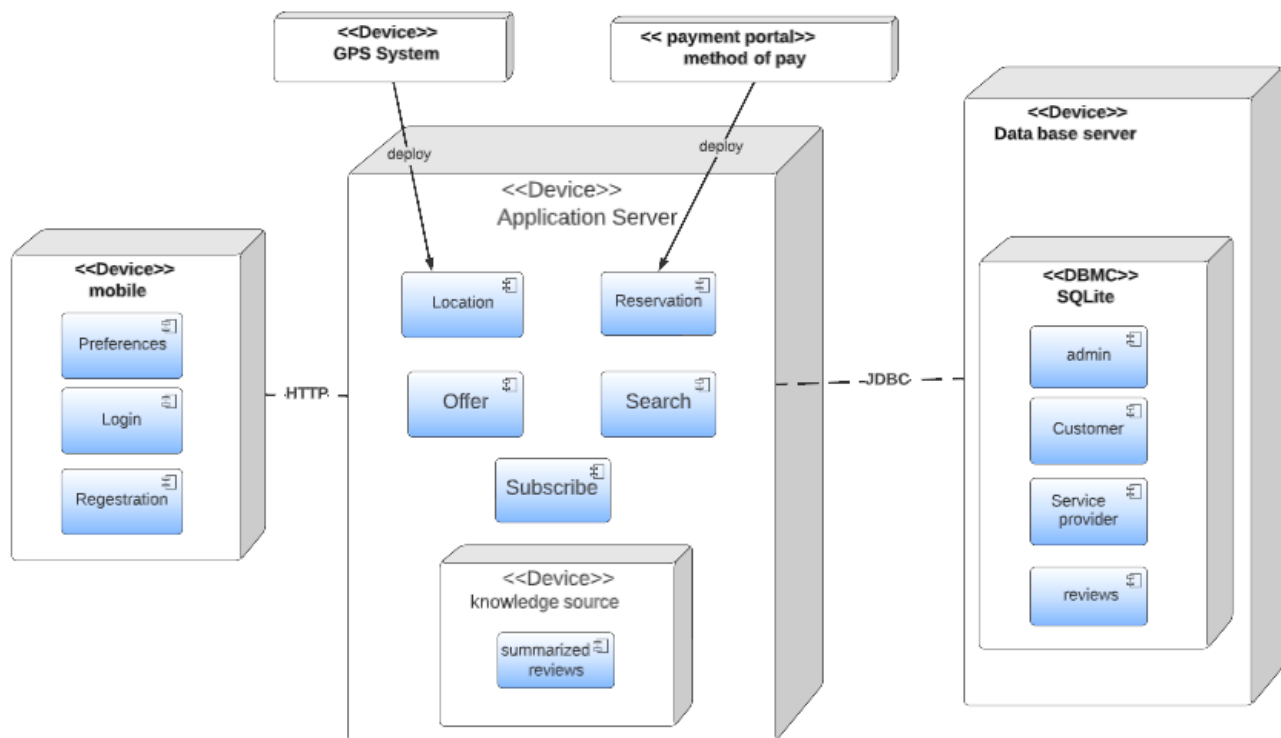 <<Device>>
GPS System
<< payment portal>>
method of pay
deploy
deploy
<<Device>>
Application Server
Location
Reservation
Offer
Search
Subscribe
<<Device>>
knowledge source
summarized
reviews
<<Device>>
mobile
Preferences
Login
Regestration
HTTP
JDBC
<<Device>>
Data base server
<<DBMC>>
SQLite
admin
Customer
Service
provider
reviews